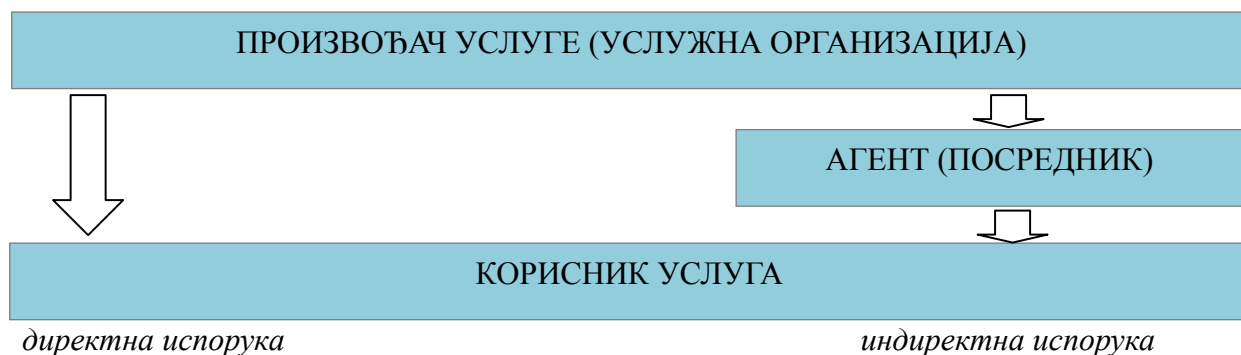 ПРОИЗВОЂАЧ УСЛУГЕ (УСЛУЖНА ОРГАНИЗАЦИЈА)
АГЕНТ (ПОСРЕДНИК)
КОРИСНИК УСЛУГА
директна испорука
индиректна испорука